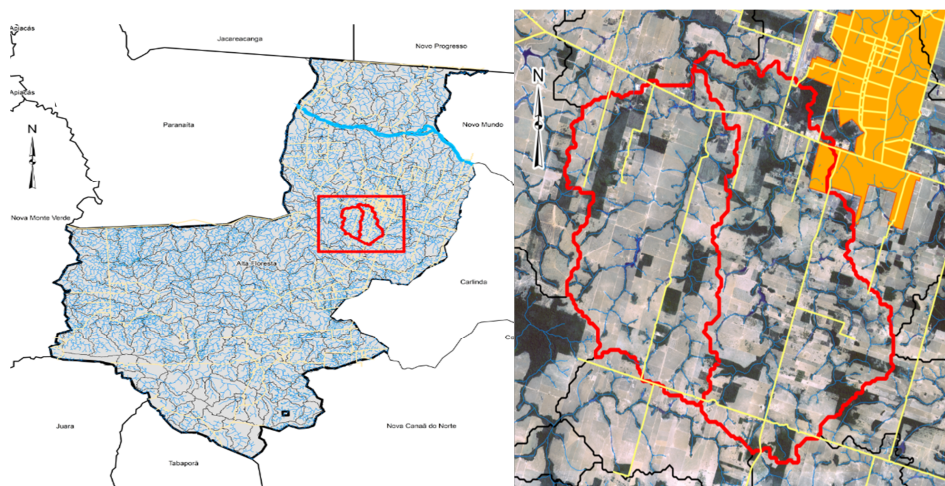 Apiacás
Jacareacanga
Novo Progresso
Apiacás
Paranaíta
Novo Mundo
N
N
Nova Monte Verde
Alta Floresta
Carlinda
Juara
Nova Canaã do Norte
Tabaporã